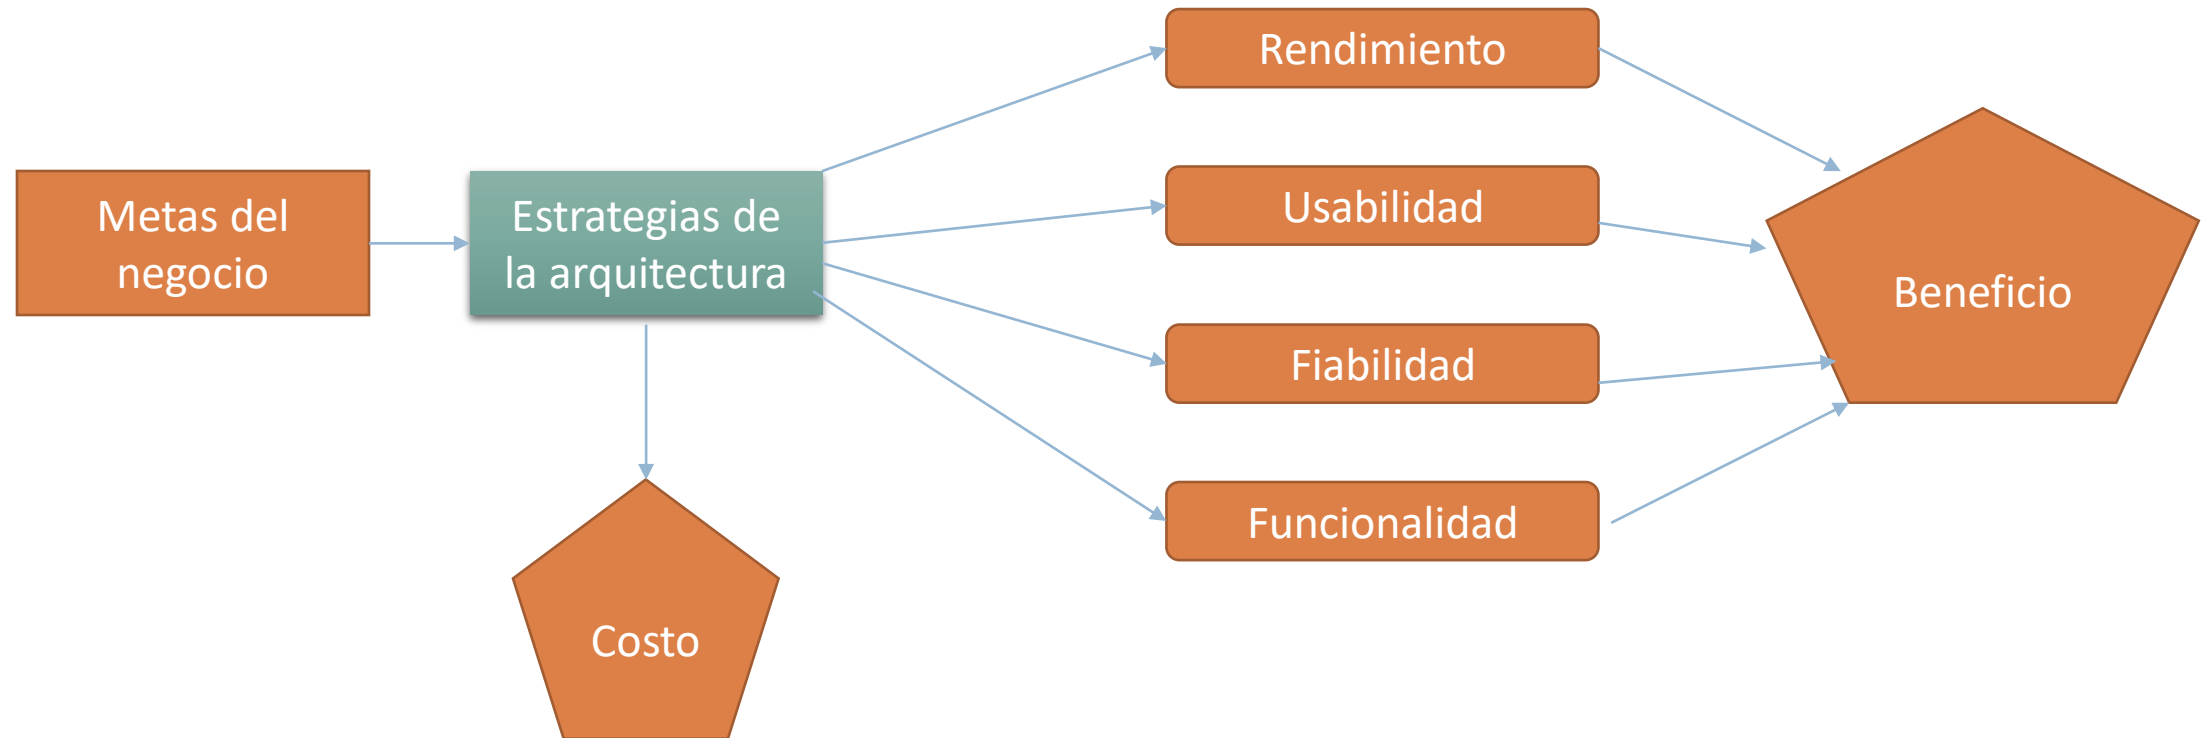 Metas del
negocio
Estrategias de
la arquitectura
Rendimiento
Usabilidad
Fiabilidad
Funcionalidad
Beneficio
Costo